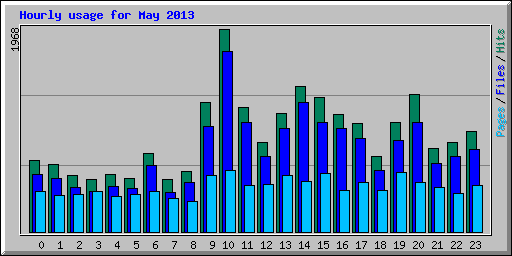 Hourly usage for May 2013
1968
Pages / Files / Hits
0 1 2 3 4 5 6 7 8 9 10 11 12 13 14 15 16 17 18 19 20 21 22 23